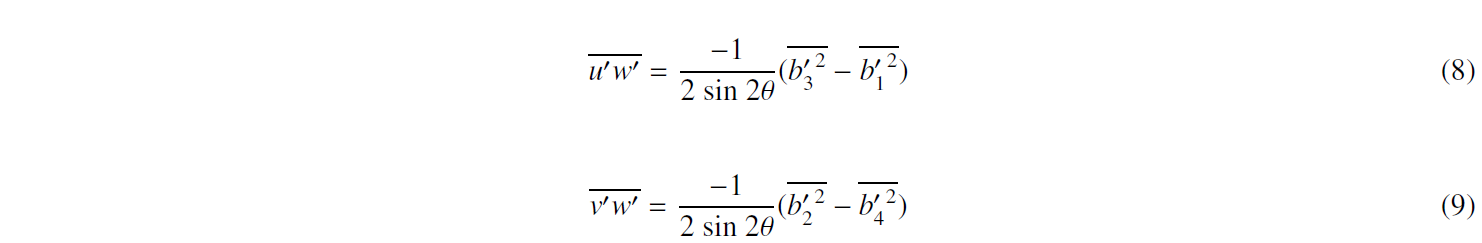 $\overline{u'w'} = \frac{-1}{2 \sin 2\theta}(\overline{b_3'^2} - \overline{b_1'^2})$ (8)
$\overline{v'w'} = \frac{-1}{2 \sin 2\theta}(\overline{b_2'^2} - \overline{b_4'^2})$ (9)